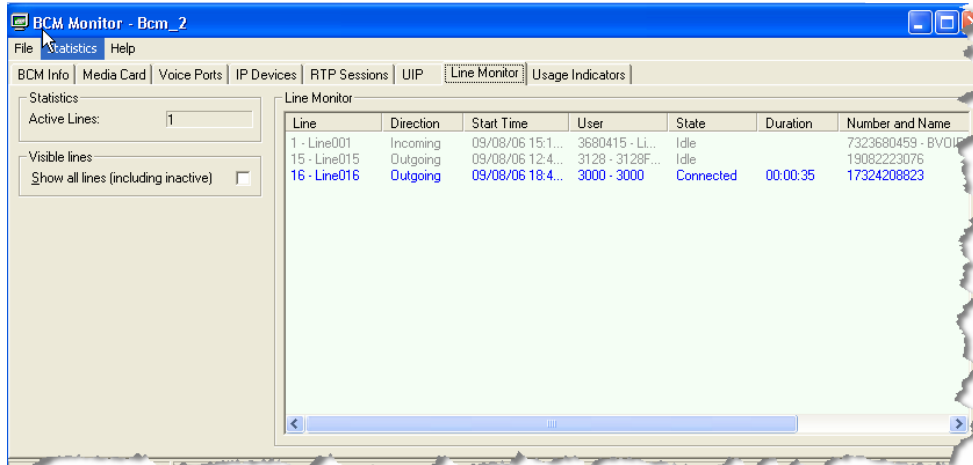 BCM Monitor - Bcm_2
File Statistics Help
BCM Info Media Card Voice Ports IP Devices RTP Sessions UIP Line Monitor Usage Indicators
Statistics
Active Lines: 1
Visible lines
Show all lines (including inactive)
Line Monitor
Line Direction Start Time User State Duration Number and Name
1 - Line001 Incoming 09/08/06 15:1... 3680415 - Li... Idle 7323680459 - BVOIP
15 - Line015 Outgoing 09/08/06 12:4... 3128 - 3128F... Idle 19082223076
16 - Line016 Outgoing 09/08/06 18:4... 3000 - 3000 Connected 00:00:35 17324208823